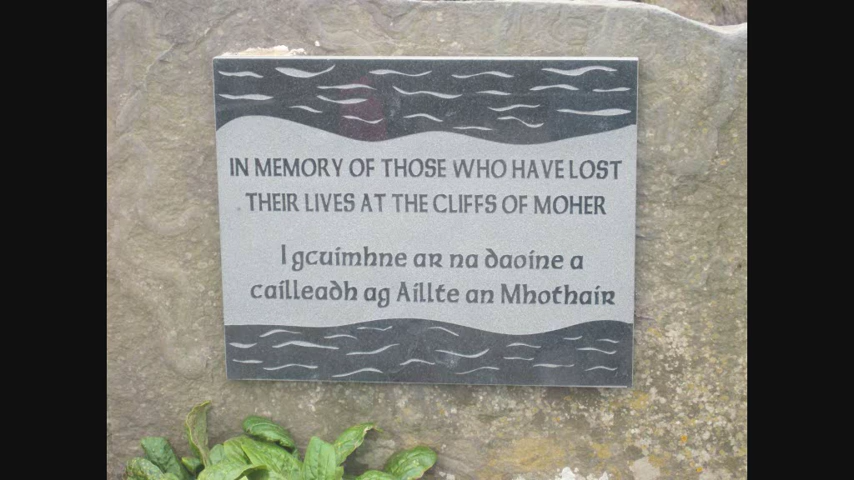 IN MEMORY OF THOSE WHO HAVE LOST
THEIR LIVES AT THE CLIFFS OF MOHER
I gcuimhne ar na daoine a
cailleadh ag Aillte an Mhothair